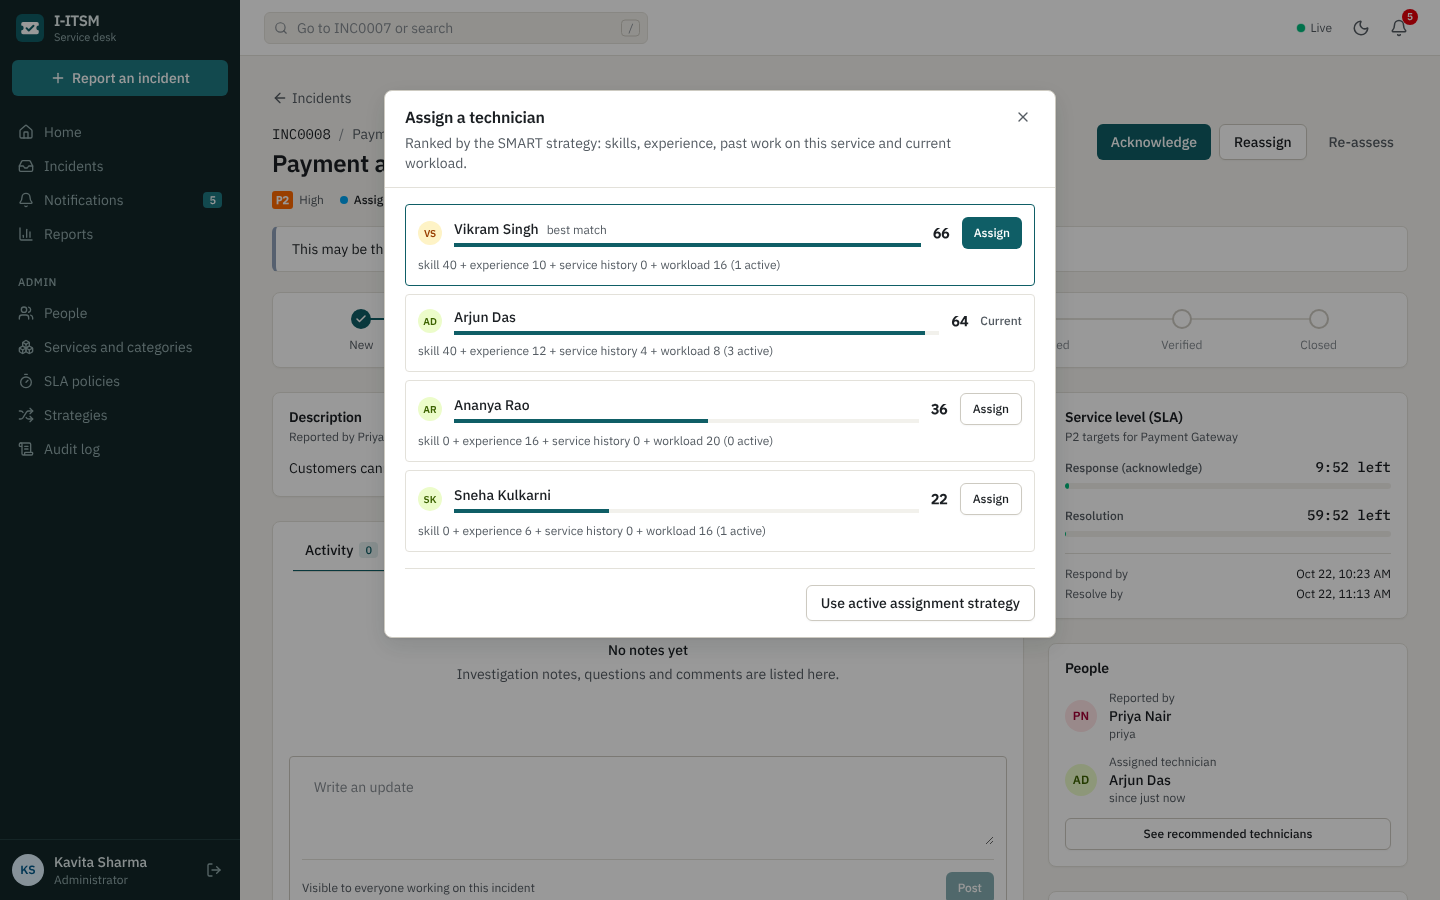 I-ITSM
Service desk
Report an incident
Home
Incidents
Notifications 5
Reports
ADMIN
People
Services and categories
SLA policies
Strategies
Audit log
KS
Kavita Sharma
Administrator
Go to INC0007 or search /
Live
5
Incidents
INC0008 / Paym
Payment a
P2 High Assig
Acknowledge
Reassign
Re-assess
This may be th
New
ed
Verified
Closed
Assign a technician
Ranked by the SMART strategy: skills, experience, past work on this service and current
workload.
VS Vikram Singh best match 66 Assign
skill 40 + experience 10 + service history 0 + workload 16 (1 active)
AD Arjun Das 64 Current
skill 40 + experience 12 + service history 4 + workload 8 (3 active)
AR Ananya Rao 36 Assign
skill 0 + experience 16 + service history 0 + workload 20 (0 active)
SK Sneha Kulkarni 22 Assign
skill 0 + experience 6 + service history 0 + workload 16 (1 active)
Use active assignment strategy
Description
Reported by Priya
Customers can
Activity 0
No notes yet
Investigation notes, questions and comments are listed here.
Write an update
Visible to everyone working on this incident
Post
Service level (SLA)
P2 targets for Payment Gateway
Response (acknowledge) 9:52 left
Resolution 59:52 left
Respond by Oct 22, 10:23 AM
Resolve by Oct 22, 11:13 AM
People
PN
Reported by
Priya Nair
priya
AD
Assigned technician
Arjun Das
since just now
See recommended technicians